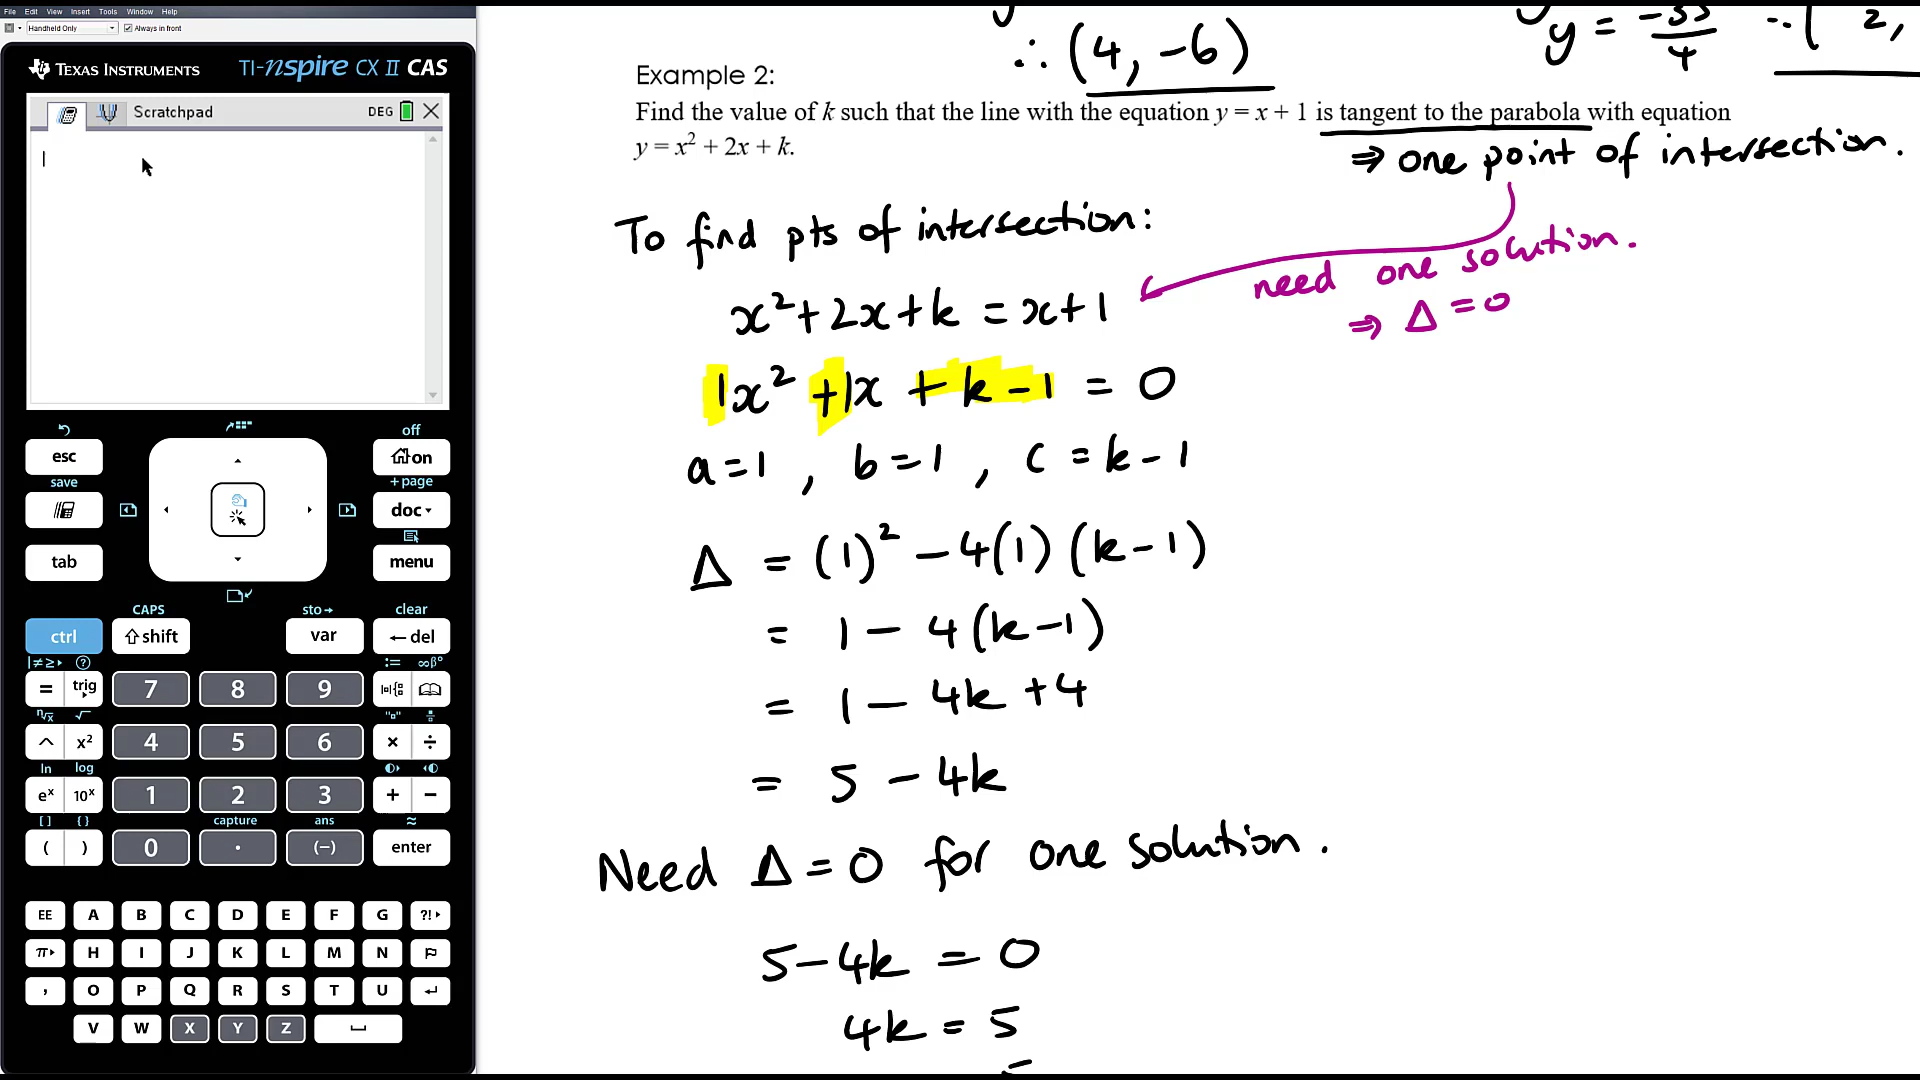 File Edit View Insert Tools Window Help
Handheld Only Always in front
TEXAS INSTRUMENTS TI-nspire CX II CAS
Scratchpad DEG
off
esc on
save + page
doc
tab menu
CAPS sto→ clear
ctrl ⇧shift var ←del
|≠≥▸ ? := ∞β°
= trig 7 8 9
ⁿ√x √
^ x² 4 5 6 × ÷
ln log
eˣ 10ˣ 1 2 3 + −
[ ] { } capture ans ≈
( ) 0 . (−) enter
EE A B C D E F G ?!▸
π▸ H I J K L M N
, O P Q R S T U ↵
V W X Y Z
∴ (4, -6)
y = -33/4 ∴ ( 2,
Example 2:
Find the value of k such that the line with the equation y = x + 1 is tangent to the parabola with equation
y = x² + 2x + k.
⇒ one point of intersection.
To find pts of intersection:
need one solution.
⇒ Δ = 0
x² + 2x + k = x + 1
1x² + 1x + k - 1 = 0
a = 1 , b = 1 , c = k - 1
Δ = (1)² - 4(1)(k - 1)
= 1 - 4(k - 1)
= 1 - 4k + 4
= 5 - 4k
Need Δ = 0 for one solution.
5 - 4k = 0
4k = 5